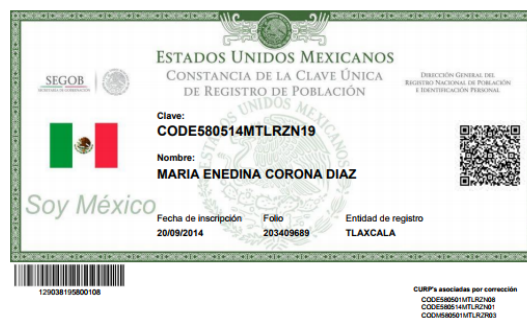 ESTADOS UNIDOS MEXICANOS
CONSTANCIA DE LA CLAVE ÚNICA
DE REGISTRO DE POBLACIÓN
SEGOB
DIRECCIÓN GENERAL DEL
REGISTRO NACIONAL DE POBLACIÓN
E IDENTIFICACIÓN PERSONAL
Clave:
CODE580514MTLRZN19
Nombre:
MARIA ENEDINA CORONA DIAZ
Soy México
Fecha de inscripción Folio Entidad de registro
20/09/2014 203409689 TLAXCALA
129038195800108
CURP's asociadas por corrección
CODE580501MTLRZN08
CODE580514MTLRZN01
CODM580501MTLRZR03